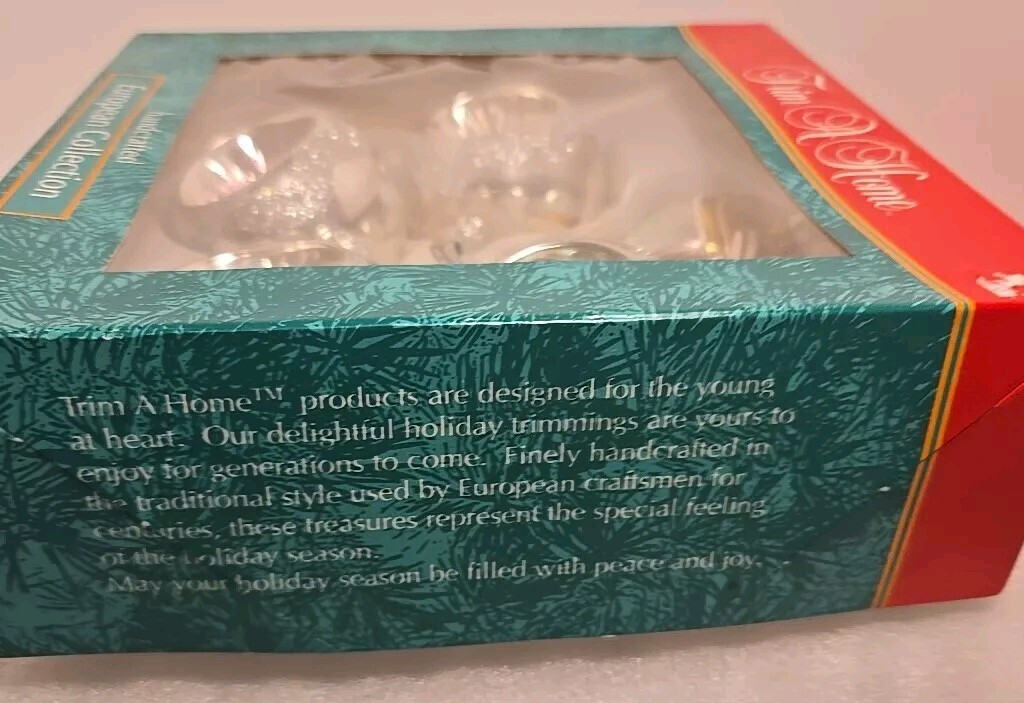 handcrafted
European Collection
Trim A Home
Trim A Home™ products are designed for the young
at heart. Our delightful holiday trimmings are yours to
enjoy for generations to come. Finely handcrafted in
the traditional style used by European craftsmen for
centuries, these treasures represent the special feeling
of the holiday season.
May your holiday season be filled with peace and joy.